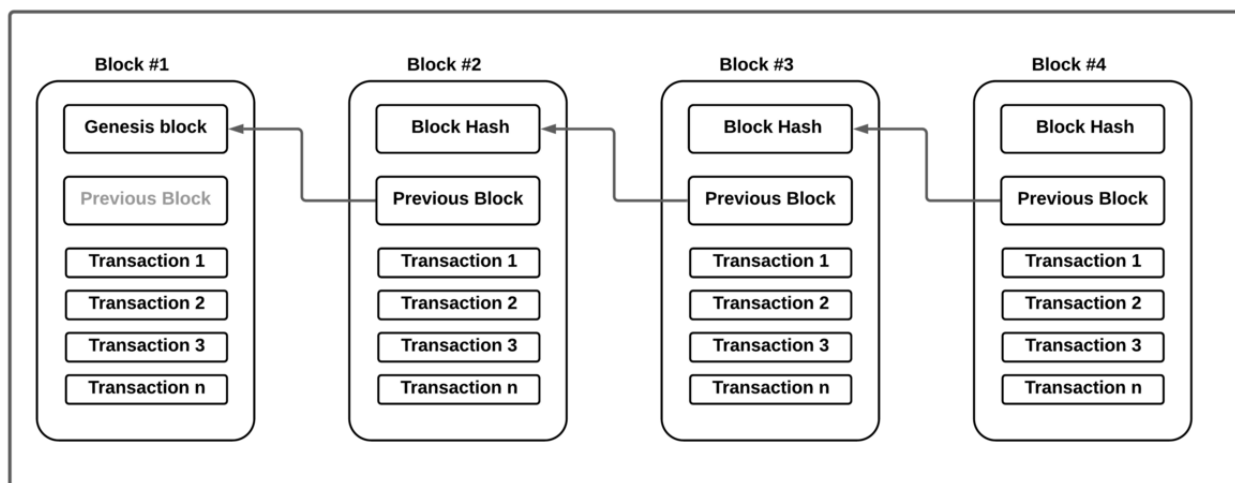 Block #1
Genesis block
Previous Block
Transaction 1
Transaction 2
Transaction 3
Transaction n
Block #2
Block Hash
Previous Block
Transaction 1
Transaction 2
Transaction 3
Transaction n
Block #3
Block Hash
Previous Block
Transaction 1
Transaction 2
Transaction 3
Transaction n
Block #4
Block Hash
Previous Block
Transaction 1
Transaction 2
Transaction 3
Transaction n